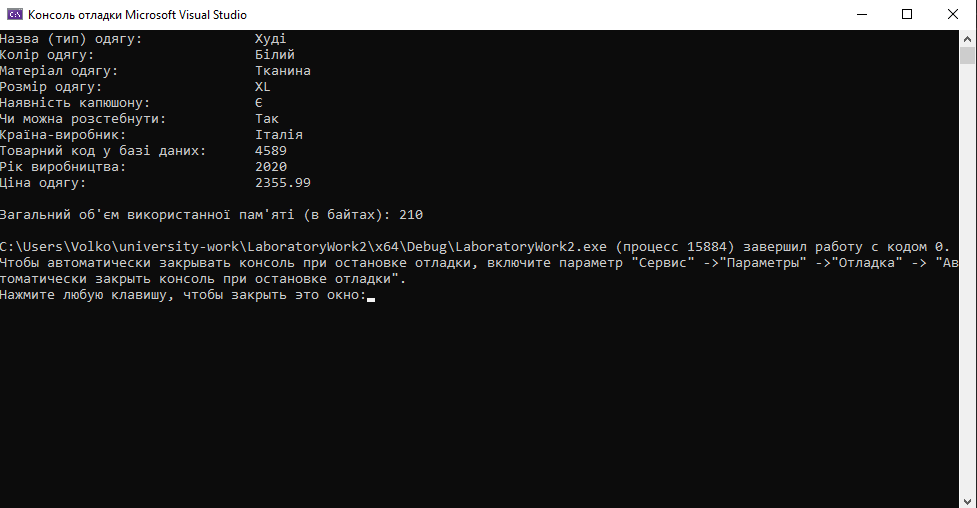 Консоль отладки Microsoft Visual Studio
Назва (тип) одягу: Худі
Колір одягу: Білий
Матеріал одягу: Тканина
Розмір одягу: XL
Наявність капюшону: Є
Чи можна розстебнути: Так
Країна-виробник: Італія
Товарний код у базі даних: 4589
Рік виробництва: 2020
Ціна одягу: 2355.99
Загальний об'єм використанної пам'яті (в байтах): 210
C:\Users\Volko\university-work\LaboratoryWork2\x64\Debug\LaboratoryWork2.exe (процесс 15884) завершил работу с кодом 0.
Чтобы автоматически закрывать консоль при остановке отладки, включите параметр "Сервис" ->"Параметры" ->"Отладка" -> "Ав
томатически закрыть консоль при остановке отладки".
Нажмите любую клавишу, чтобы закрыть это окно: